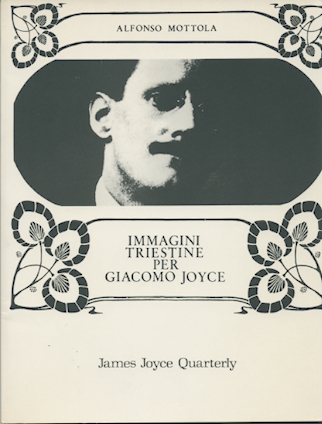 ALFONSO MOTTOLA
IMMAGINI
TRIESTINE
PER
GIACOMO JOYCE
James Joyce Quarterly